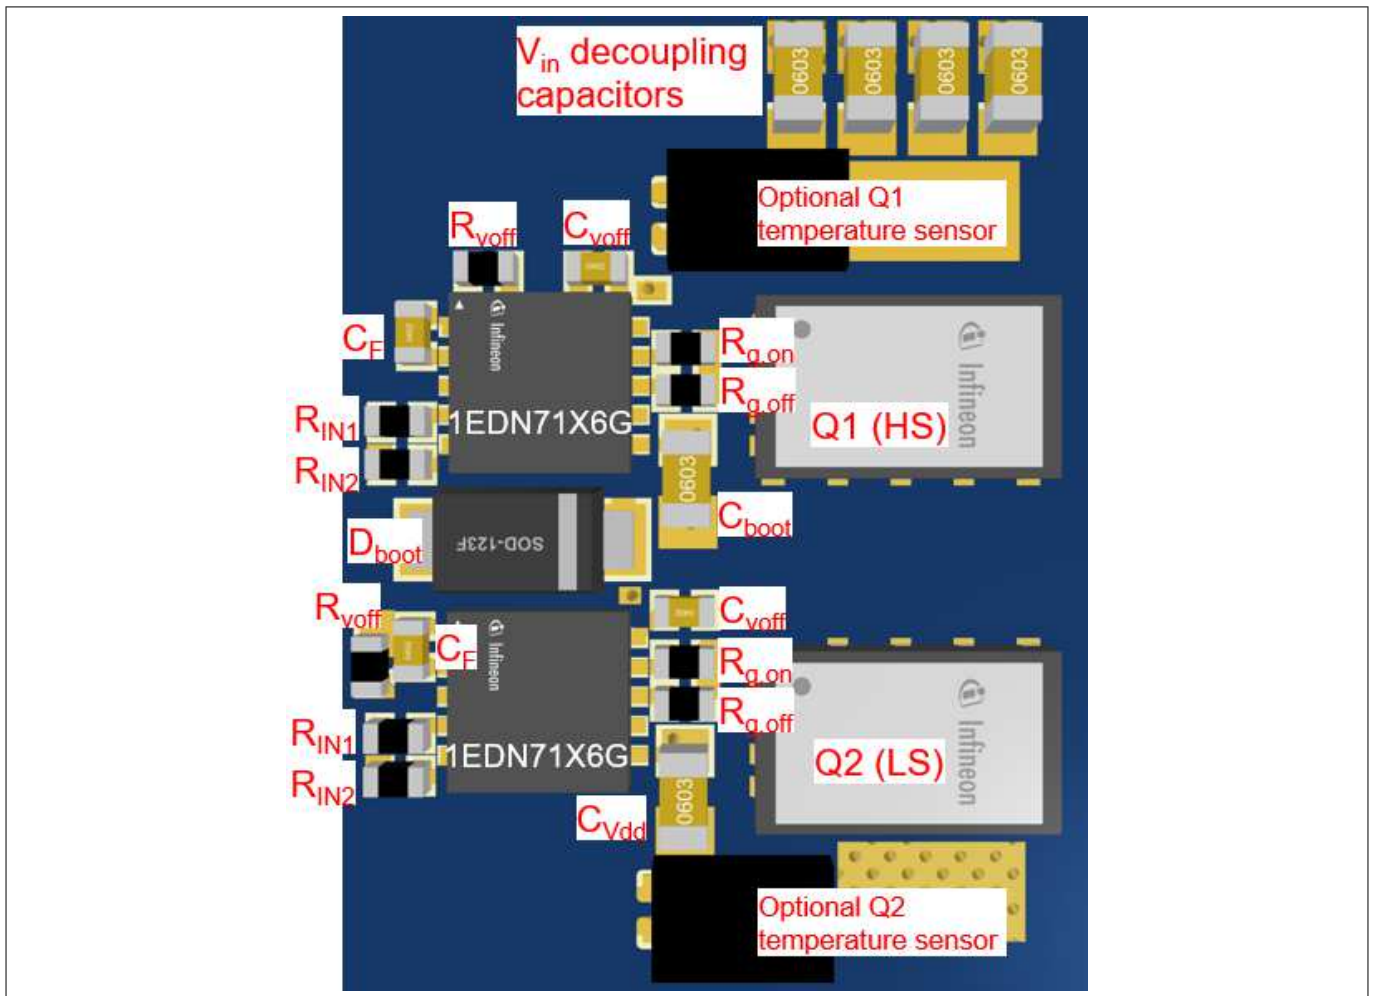 Vin decoupling
capacitors
0603
0603
0603
0603
Optional Q1
temperature sensor
Rvoff
Cvoff
CF
Infineon
1EDN71X6G
Rg,on
Rg,off
RIN1
RIN2
Infineon
Q1 (HS)
0603
Cboot
Dboot
SOD-123F
Rvoff
CF
Infineon
1EDN71X6G
Cvoff
Rg,on
Rg,off
RIN1
RIN2
Infineon
Q2 (LS)
0603
CVdd
Optional Q2
temperature sensor